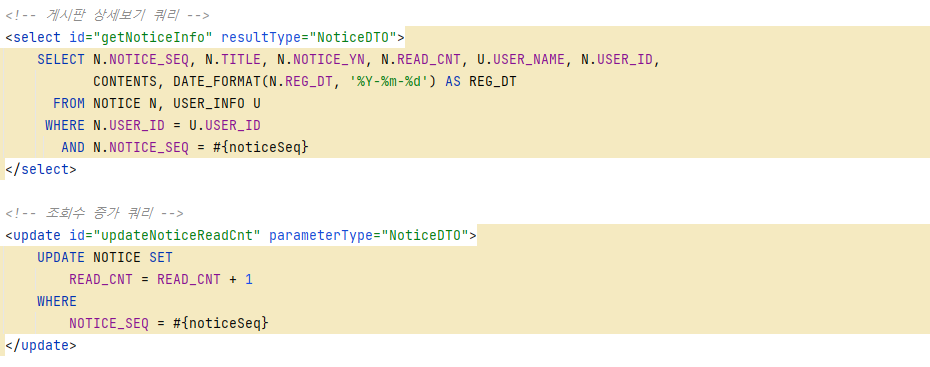 <!-- 게시판 상세보기 쿼리 -->
<select id="getNoticeInfo" resultType="NoticeDTO">
    SELECT N.NOTICE_SEQ, N.TITLE, N.NOTICE_YN, N.READ_CNT, U.USER_NAME, N.USER_ID,
           CONTENTS, DATE_FORMAT(N.REG_DT, '%Y-%m-%d') AS REG_DT
      FROM NOTICE N, USER_INFO U
     WHERE N.USER_ID = U.USER_ID
       AND N.NOTICE_SEQ = #{noticeSeq}
</select>
<!-- 조회수 증가 쿼리 -->
<update id="updateNoticeReadCnt" parameterType="NoticeDTO">
    UPDATE NOTICE SET
        READ_CNT = READ_CNT + 1
    WHERE
        NOTICE_SEQ = #{noticeSeq}
</update>